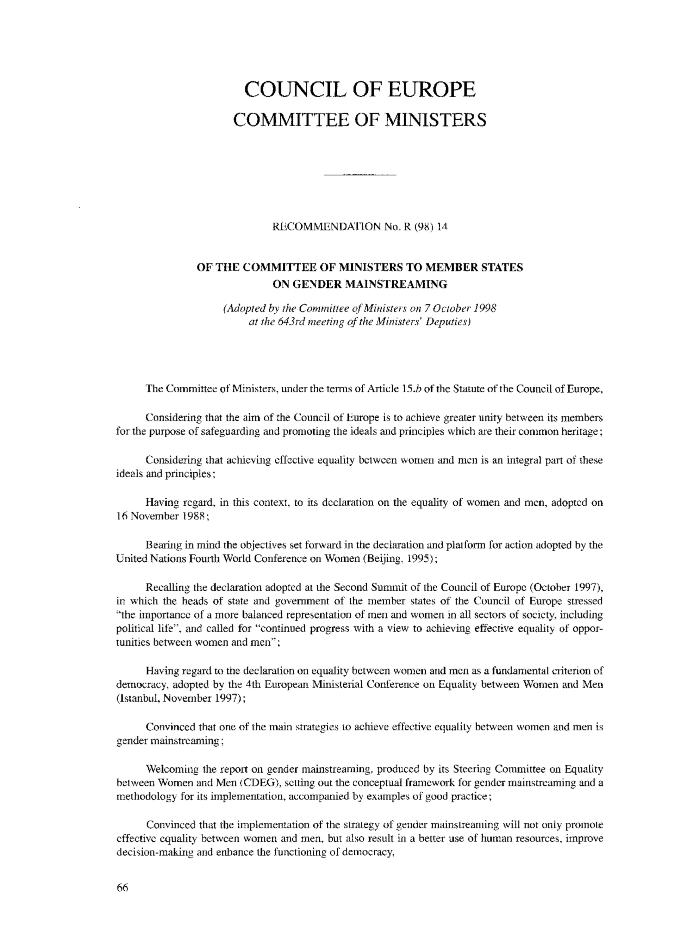 COUNCIL OF EUROPE
COMMITTEE OF MINISTERS
RECOMMENDATION No. R (98) 14
OF THE COMMITTEE OF MINISTERS TO MEMBER STATES
ON GENDER MAINSTREAMING
(Adopted by the Committee of Ministers on 7 October 1998
at the 643rd meeting of the Ministers' Deputies)
The Committee of Ministers, under the terms of Article 15.b of the Statute of the Council of Europe,
Considering that the aim of the Council of Europe is to achieve greater unity between its members
for the purpose of safeguarding and promoting the ideals and principles which are their common heritage;
Considering that achieving effective equality between women and men is an integral part of these
ideals and principles;
Having regard, in this context, to its declaration on the equality of women and men, adopted on
16 November 1988;
Bearing in mind the objectives set forward in the declaration and platform for action adopted by the
United Nations Fourth World Conference on Women (Beijing, 1995);
Recalling the declaration adopted at the Second Summit of the Council of Europe (October 1997),
in which the heads of state and government of the member states of the Council of Europe stressed
"the importance of a more balanced representation of men and women in all sectors of society, including
political life", and called for "continued progress with a view to achieving effective equality of oppor-
tunities between women and men";
Having regard to the declaration on equality between women and men as a fundamental criterion of
democracy, adopted by the 4th European Ministerial Conference on Equality between Women and Men
(Istanbul, November 1997);
Convinced that one of the main strategies to achieve effective equality between women and men is
gender mainstreaming;
Welcoming the report on gender mainstreaming, produced by its Steering Committee on Equality
between Women and Men (CDEG), setting out the conceptual framework for gender mainstreaming and a
methodology for its implementation, accompanied by examples of good practice;
Convinced that the implementation of the strategy of gender mainstreaming will not only promote
effective equality between women and men, but also result in a better use of human resources, improve
decision-making and enhance the functioning of democracy,
66